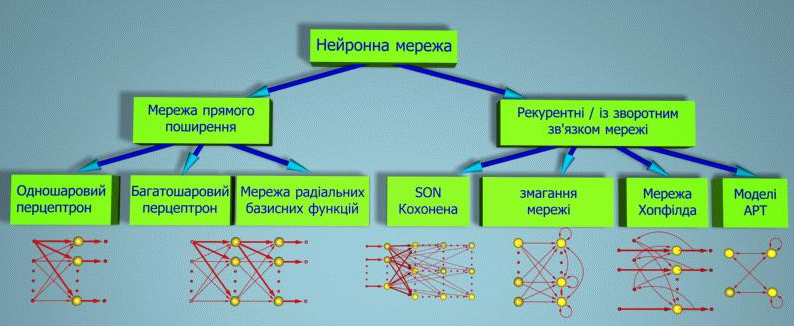 Нейронна мережа
Мережа прямого
поширення
Рекурентні / із зворотним
зв'язком мережі
Одношаровий
перцептрон
Багатошаровий
перцептрон
Мережа радіальних
базисних функцій
SON
Кохонена
змагання
мережі
Мережа
Хопфілда
Моделі
АРТ